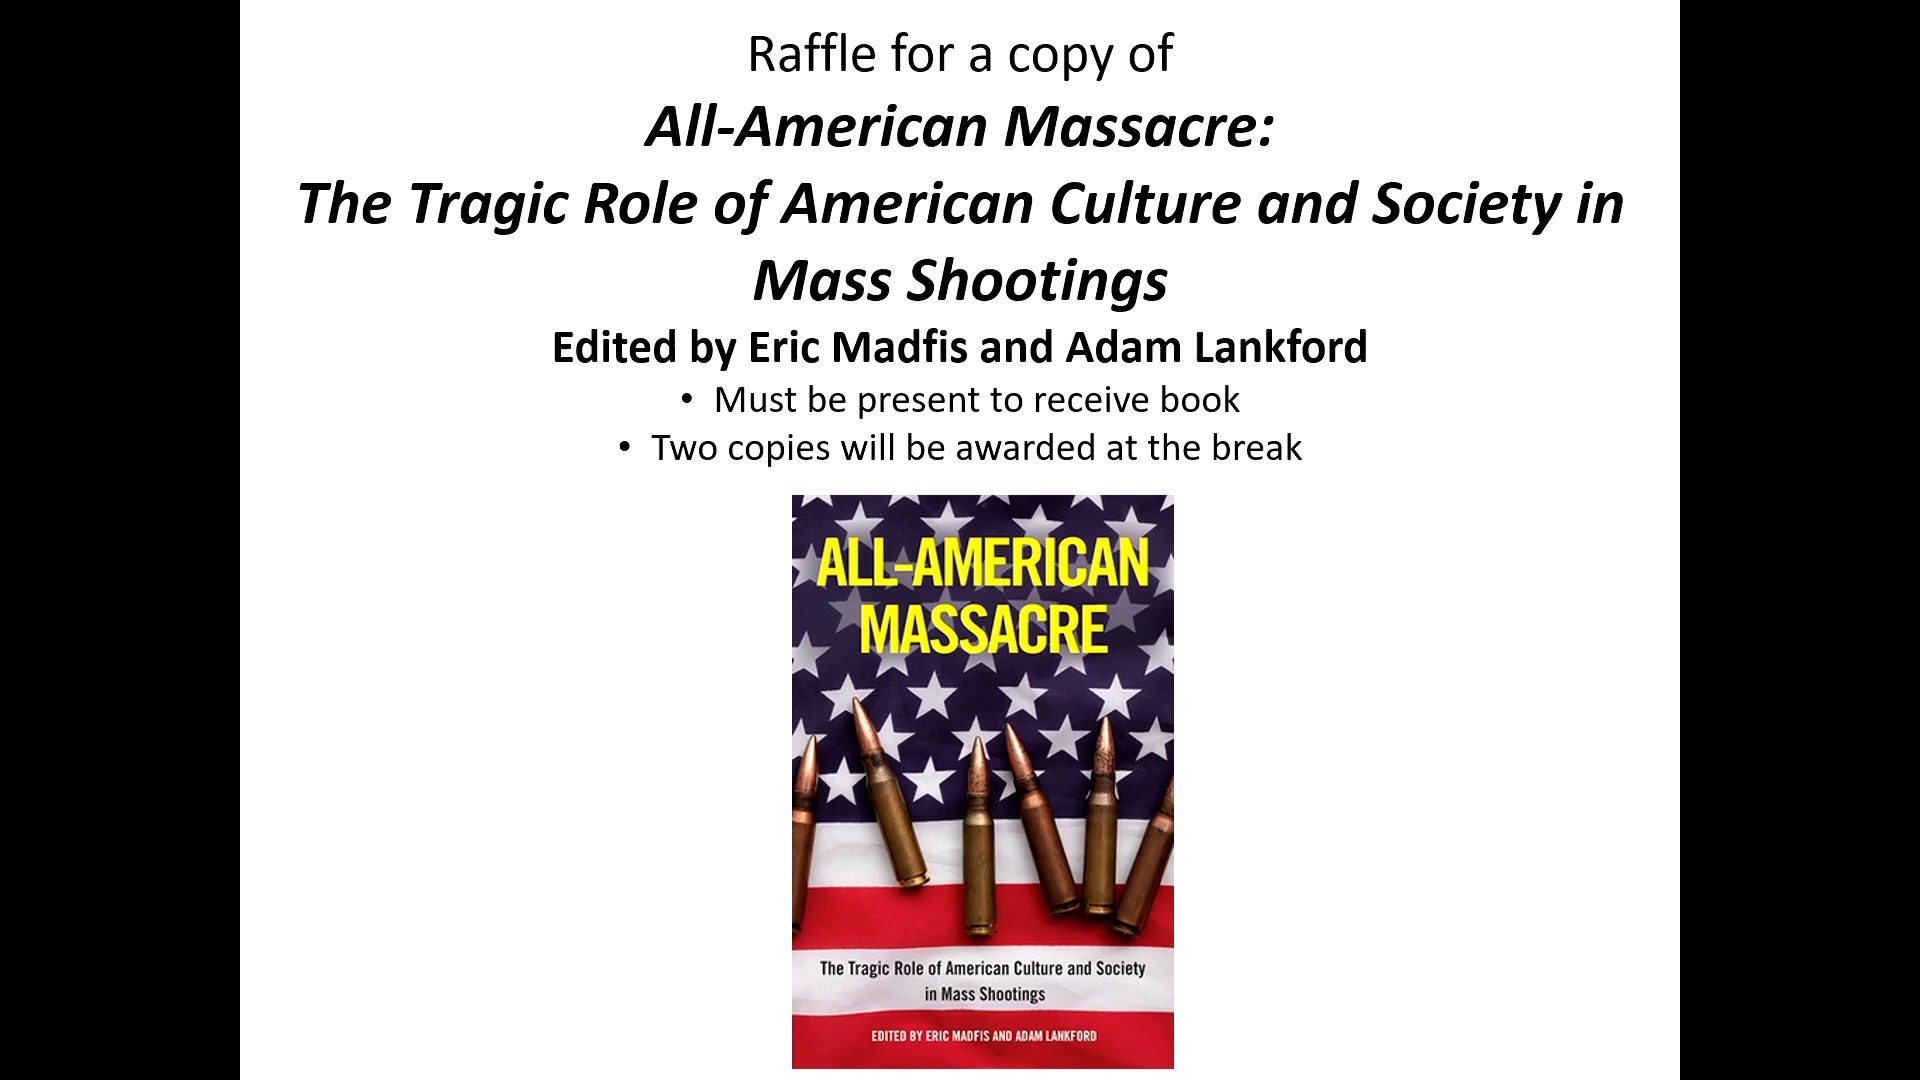 Raffle for a copy of
All-American Massacre:
The Tragic Role of American Culture and Society in
Mass Shootings
Edited by Eric Madfis and Adam Lankford
• Must be present to receive book
• Two copies will be awarded at the break
ALL-AMERICAN
MASSACRE
The Tragic Role of American Culture and Society
in Mass Shootings
EDITED BY ERIC MADFIS AND ADAM LANKFORD